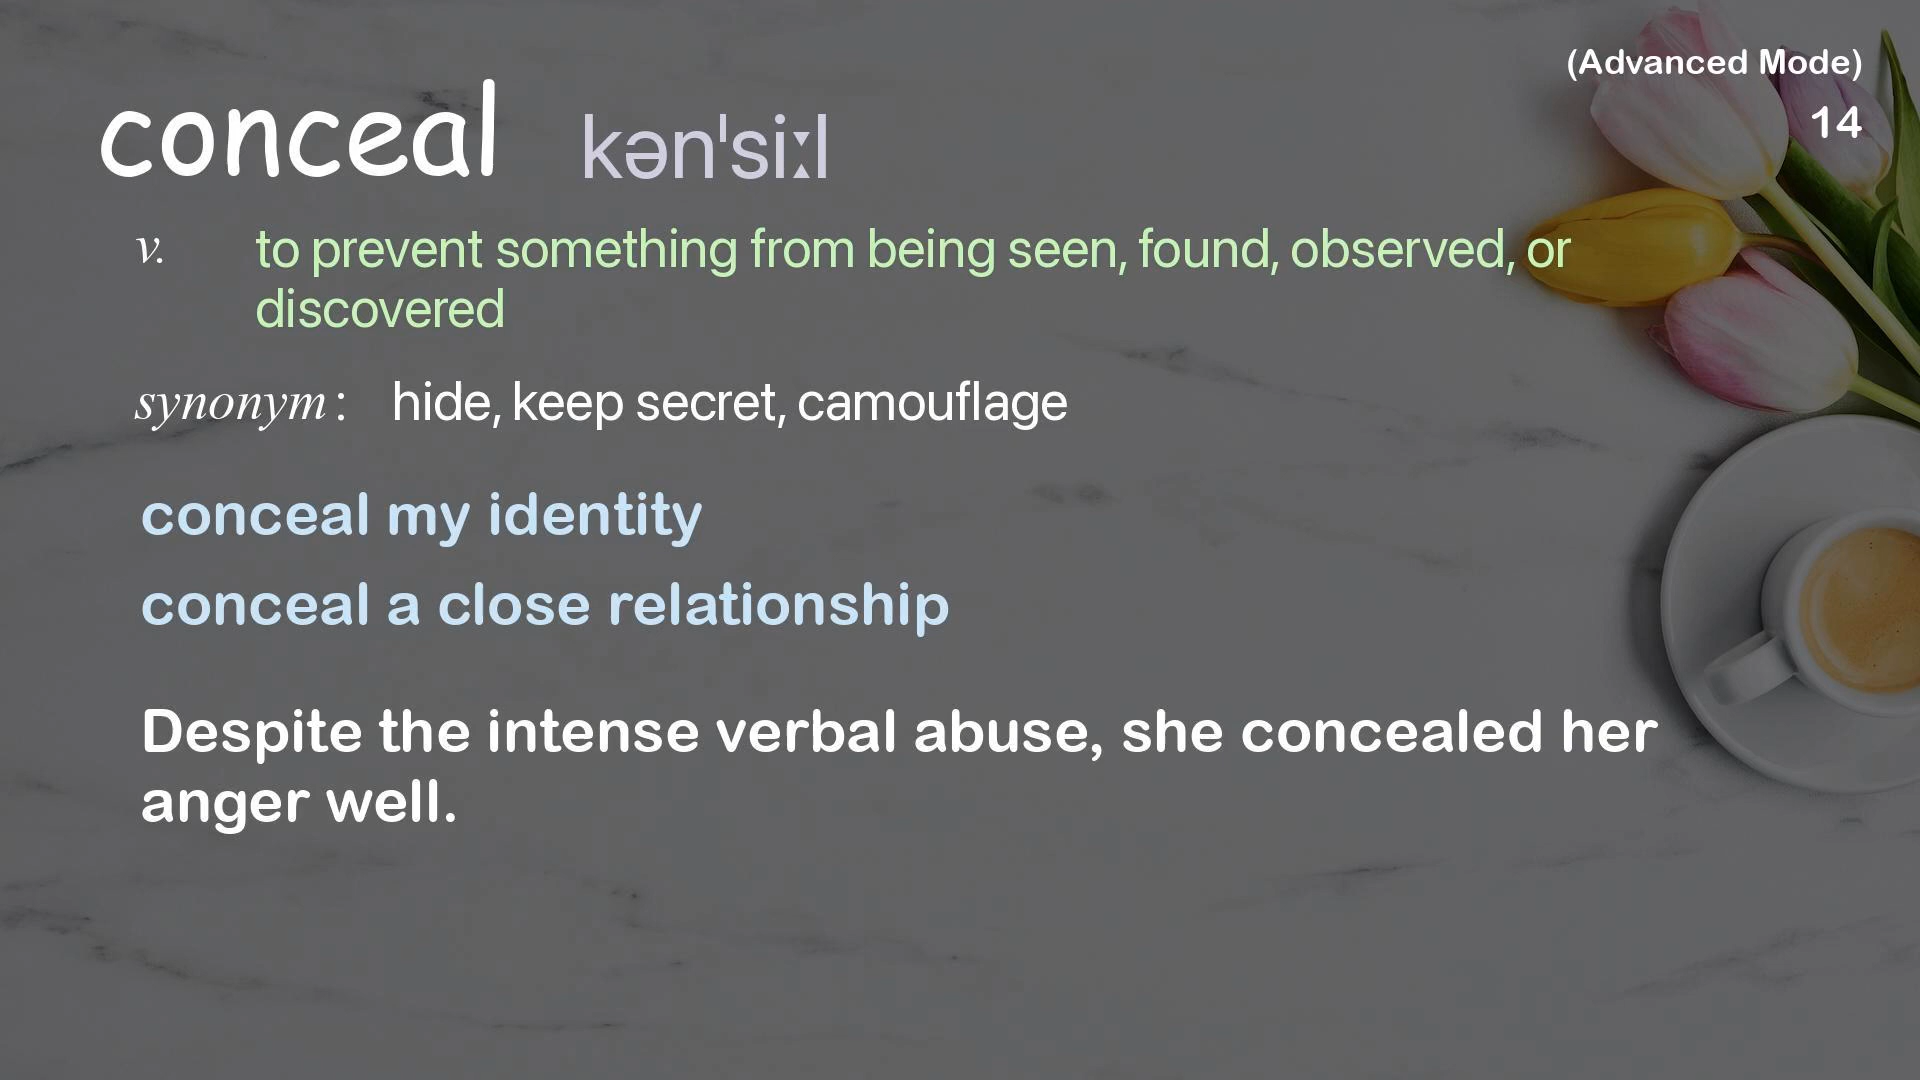 (Advanced Mode)
14
conceal kən'siːl
v. to prevent something from being seen, found, observed, or
discovered
synonym : hide, keep secret, camouflage
conceal my identity
conceal a close relationship
Despite the intense verbal abuse, she concealed her
anger well.